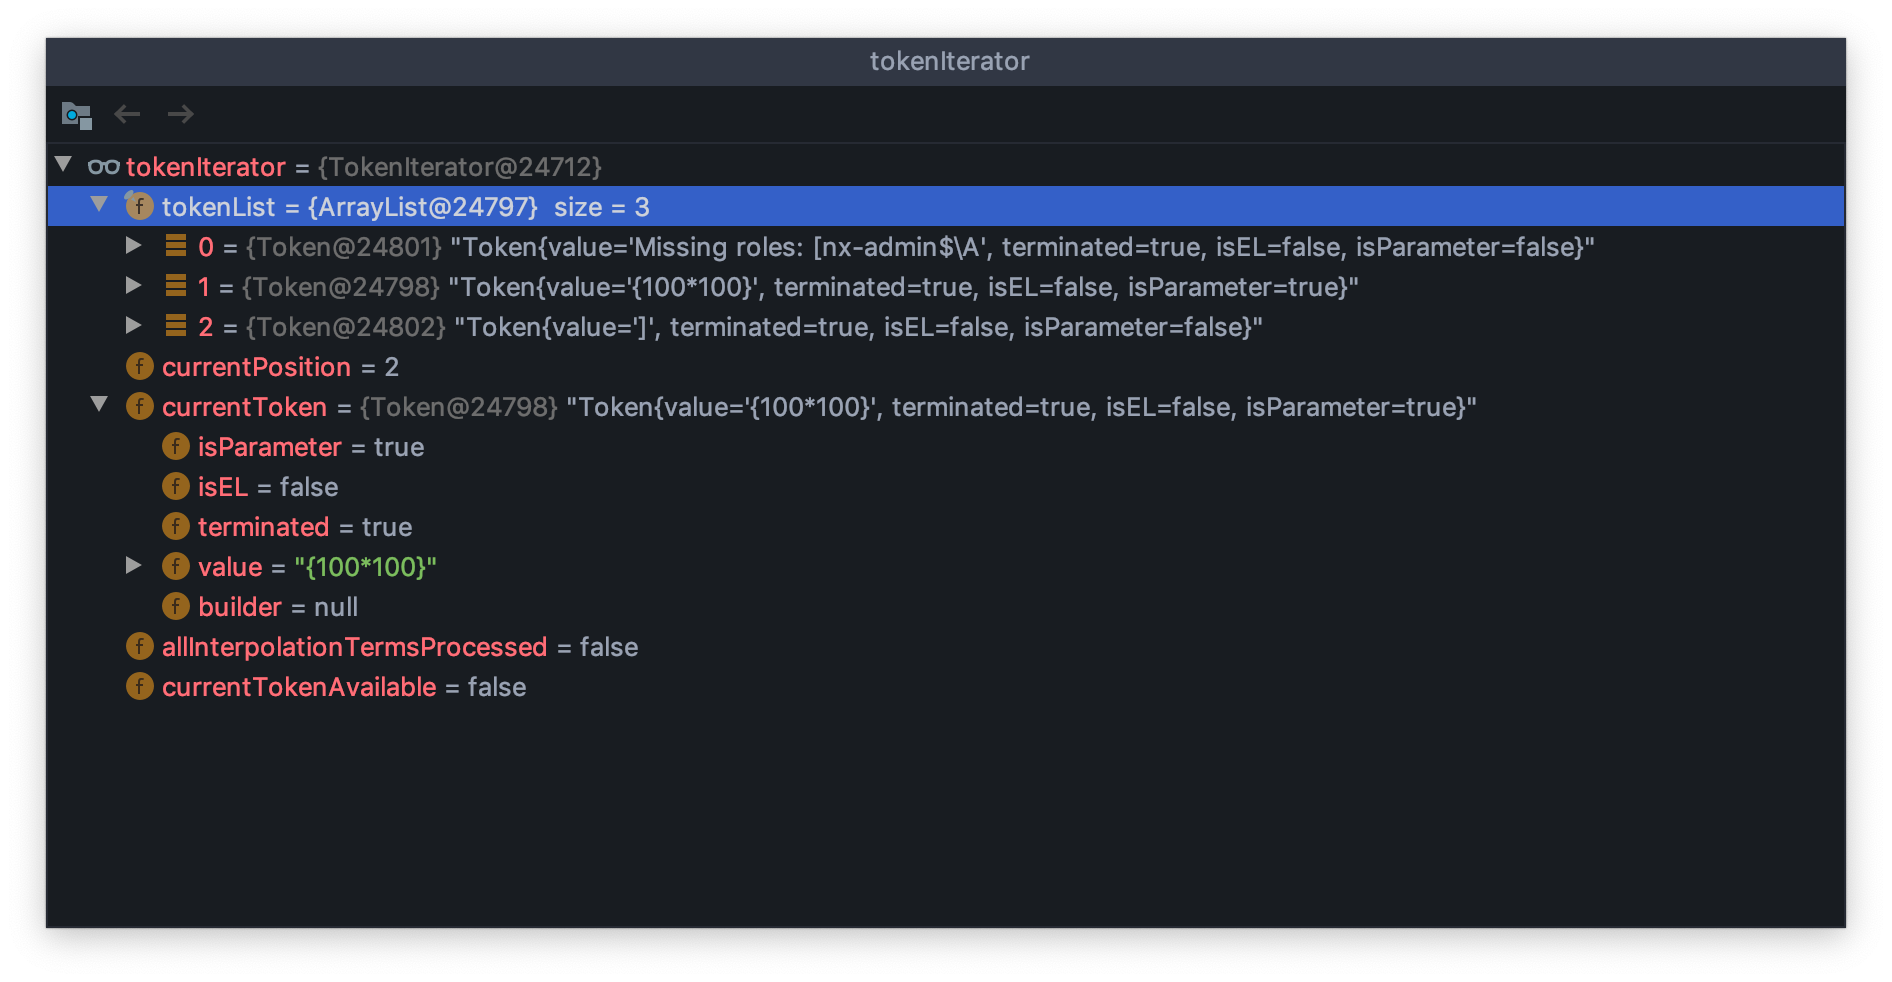 tokenIterator
tokenIterator = {TokenIterator@24712}
tokenList = {ArrayList@24797} size = 3
0 = {Token@24801} "Token{value='Missing roles: [nx-admin$\A', terminated=true, isEL=false, isParameter=false}"
1 = {Token@24798} "Token{value='{100*100}', terminated=true, isEL=false, isParameter=true}"
2 = {Token@24802} "Token{value=']', terminated=true, isEL=false, isParameter=false}"
currentPosition = 2
currentToken = {Token@24798} "Token{value='{100*100}', terminated=true, isEL=false, isParameter=true}"
isParameter = true
isEL = false
terminated = true
value = "{100*100}"
builder = null
allInterpolationTermsProcessed = false
currentTokenAvailable = false